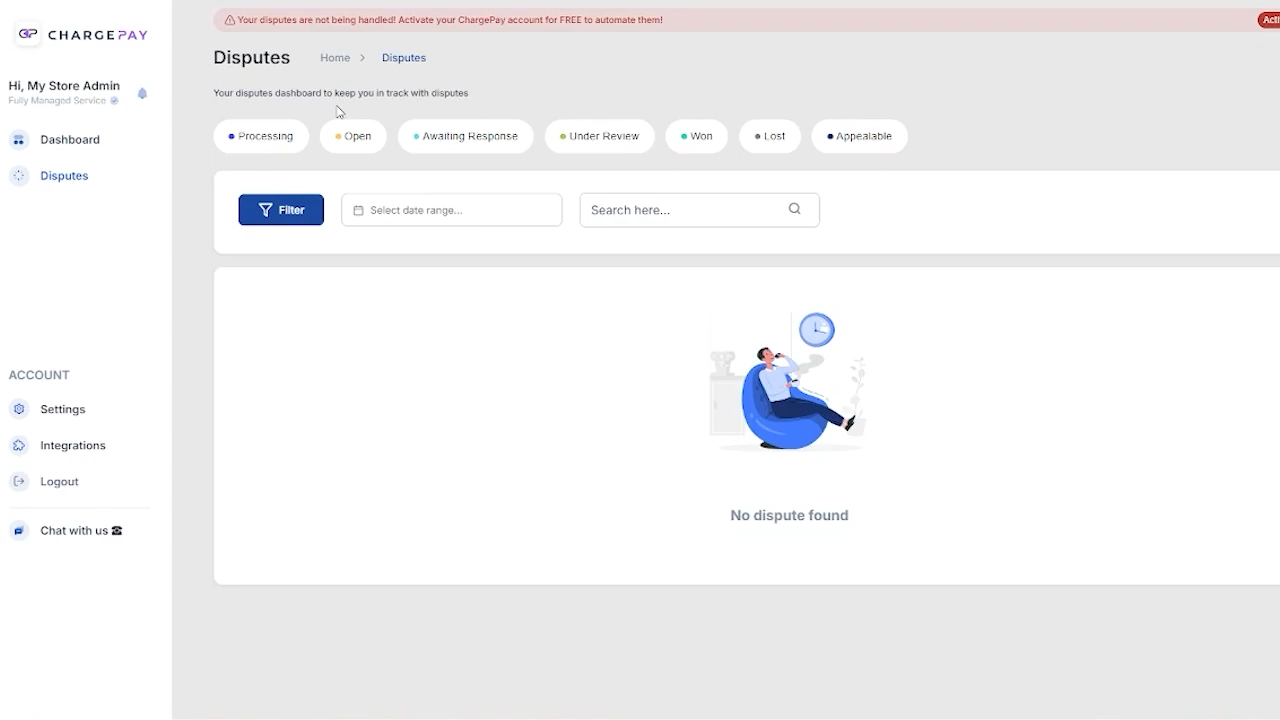 Your disputes are not being handled! Activate your ChargePay account for FREE to automate them!
CHARGEPAY
Disputes
Home > Disputes
Hi, My Store Admin
Fully Managed Service
Your disputes dashboard to keep you in track with disputes
Processing
Open
Awaiting Response
Under Review
Won
Lost
Appealable
Dashboard
Disputes
Filter
Select date range...
Search here...
ACCOUNT
Settings
Integrations
Logout
Chat with us ☎
No dispute found